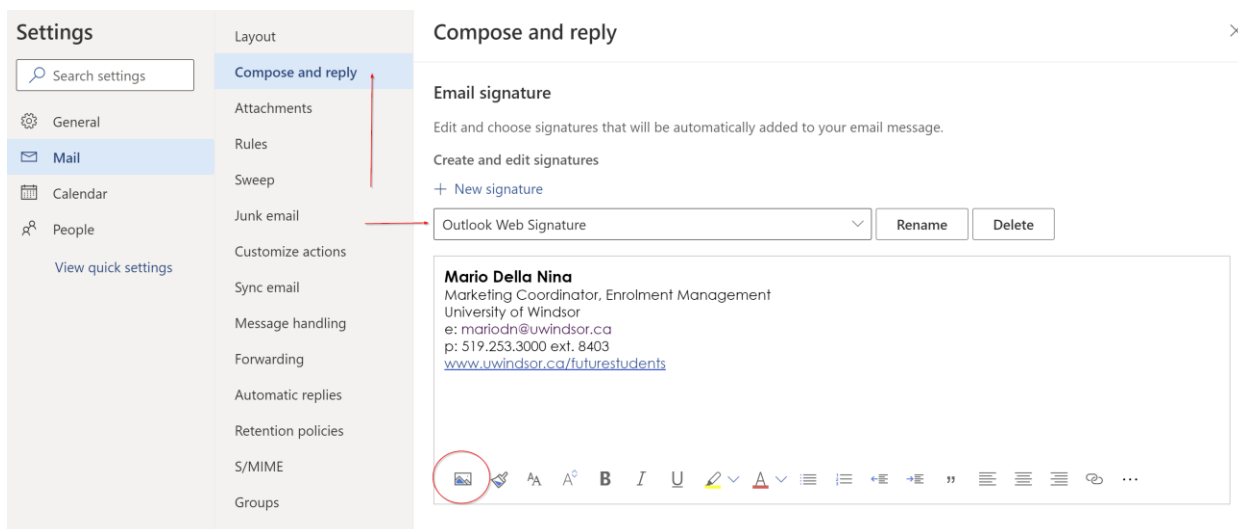 Settings
Search settings
General
Mail
Calendar
People
View quick settings
Layout
Compose and reply
Attachments
Rules
Sweep
Junk email
Customize actions
Sync email
Message handling
Forwarding
Automatic replies
Retention policies
S/MIME
Groups
Compose and reply
Email signature
Edit and choose signatures that will be automatically added to your email message.
Create and edit signatures
+ New signature
Outlook Web Signature
Rename
Delete
Mario Della Nina
Marketing Coordinator, Enrolment Management
University of Windsor
e: mariodn@uwindsor.ca
p: 519.253.3000 ext. 8403
www.uwindsor.ca/futurestudents